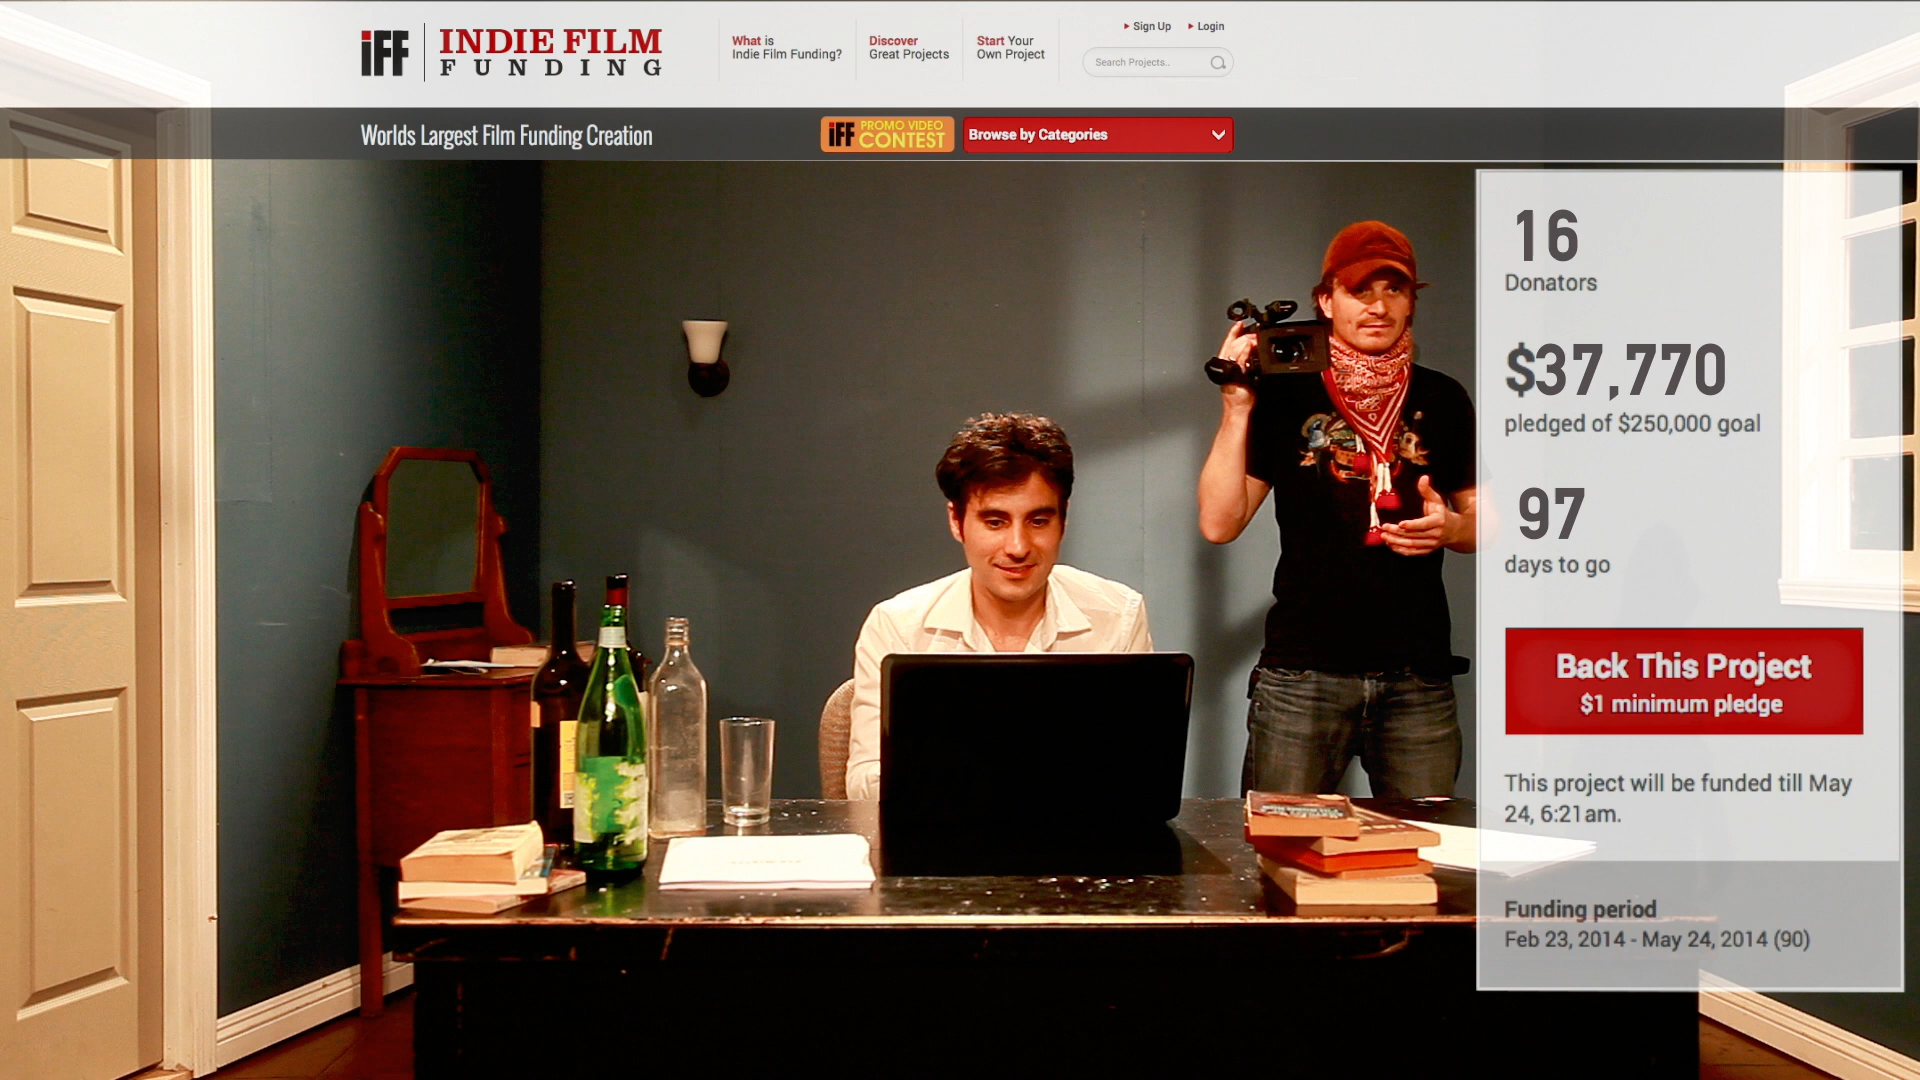 iFF
INDIE FILM
FUNDING
What is
Indie Film Funding?
Discover
Great Projects
Start Your
Own Project
Sign Up
Login
Search Projects..
Worlds Largest Film Funding Creation
iFF PROMO VIDEO
CONTEST
Browse by Categories
16
Donators
$37,770
pledged of $250,000 goal
97
days to go
Back This Project
$1 minimum pledge
This project will be funded till May
24, 6:21am.
Funding period
Feb 23, 2014 - May 24, 2014 (90)